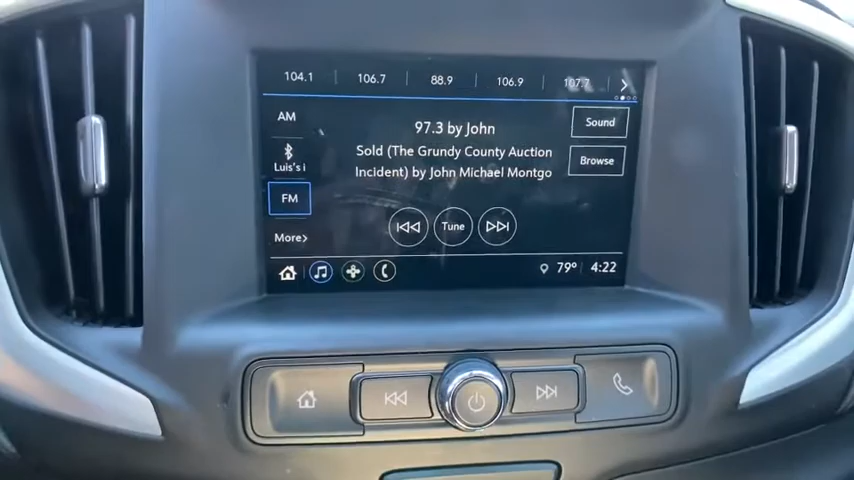 104.1 106.7 88.9 106.9 107.7
AM
97.3 by John
Sound
Luis's i
Sold (The Grundy County Auction
Incident) by John Michael Montgo
Browse
FM
Tune
More>
79° 4:22